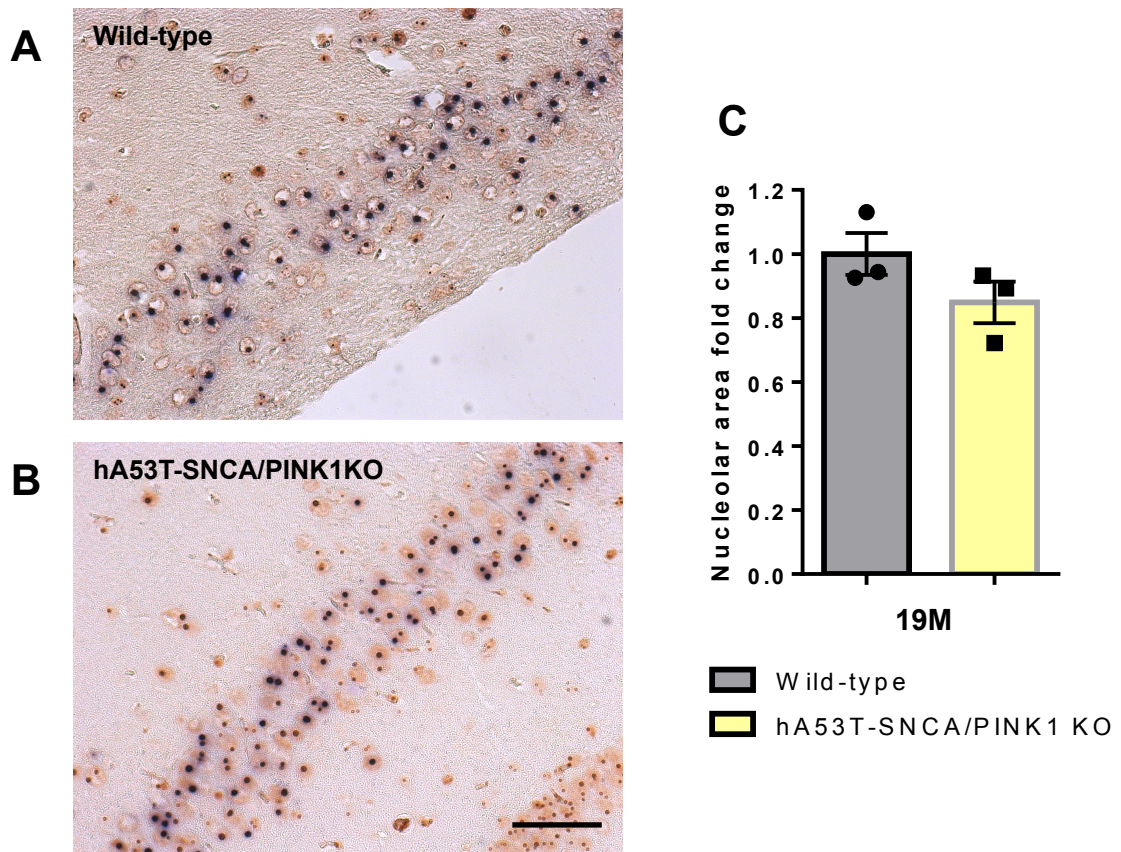 A
Wild-type
B
hA53T-SNCA/PINK1KO
C
Nucleolar area fold change
1.2
1.0
0.8
0.6
0.4
0.2
0.0
19M
Wild-type
hA53T-SNCA/PINK1 KO